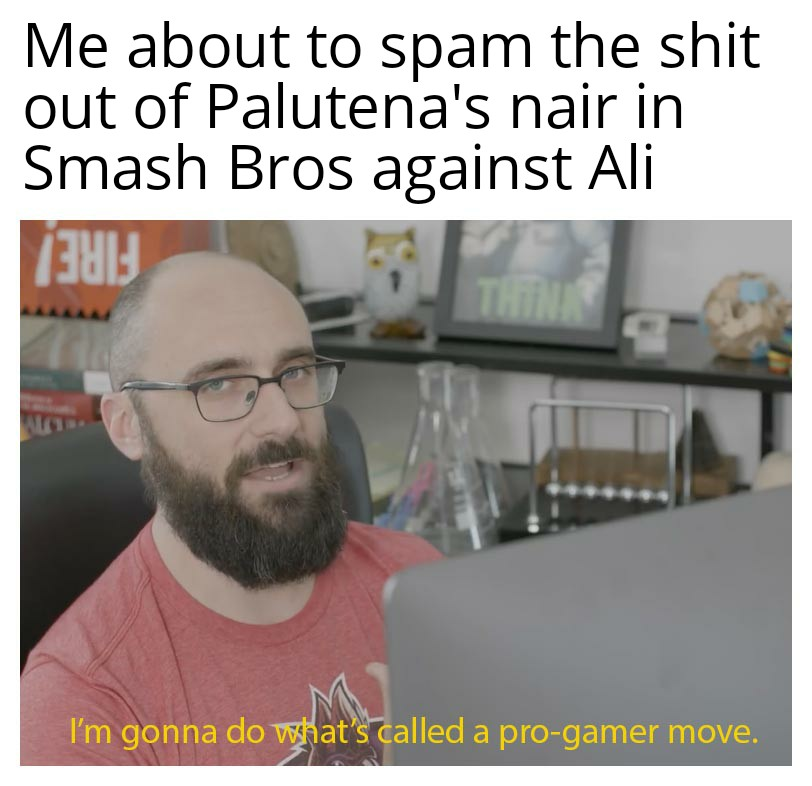 Me about to spam the shit
out of Palutena's nair in
Smash Bros against Ali
FIRE!
THINK
I'm gonna do what's called a pro-gamer move.